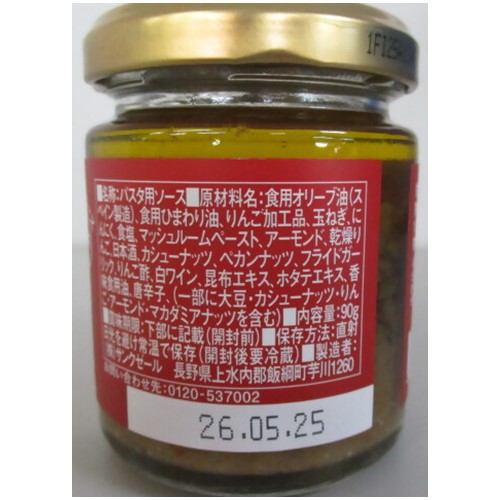 1F125
■名称:パスタ用ソース■原材料名:食用オリーブ油(ス
ペイン製造)、食用ひまわり油、りんご加工品、玉ねぎ、に
んにく、食塩、マッシュルームペースト、アーモンド、乾燥り
んご、日本酒、カシューナッツ、ペカンナッツ、フライドガー
リック、りんご酢、白ワイン、昆布エキス、ホタテエキス、香
味食用油、唐辛子、(一部に大豆・カシューナッツ・りん
ご・アーモンド・マカダミアナッツを含む)■内容量:90g
■賞味期限:下部に記載(開封前)■保存方法:直射
日光を避け常温で保存(開封後要冷蔵)■製造者:
(株)サンクゼール 長野県上水内郡飯綱町芋川1260
お問い合わせ先:0120-537002
26.05.25